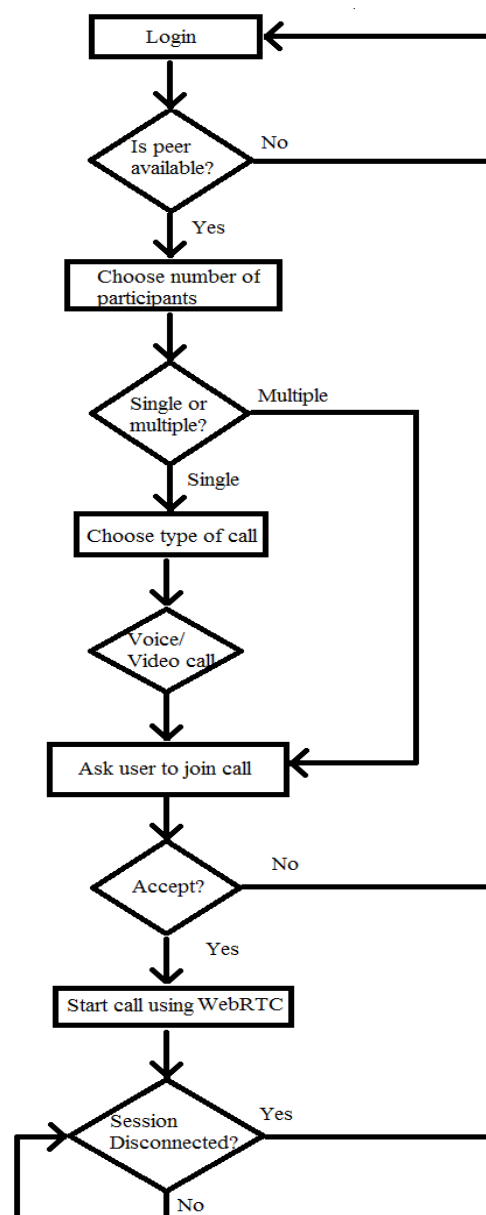 Login
Is peer
available?
No
Yes
Choose number of
participants
Single or
multiple?
Multiple
Single
Choose type of call
Voice/
Video call
Ask user to join call
Accept?
No
Yes
Start call using WebRTC
Session
Disconnected?
Yes
No